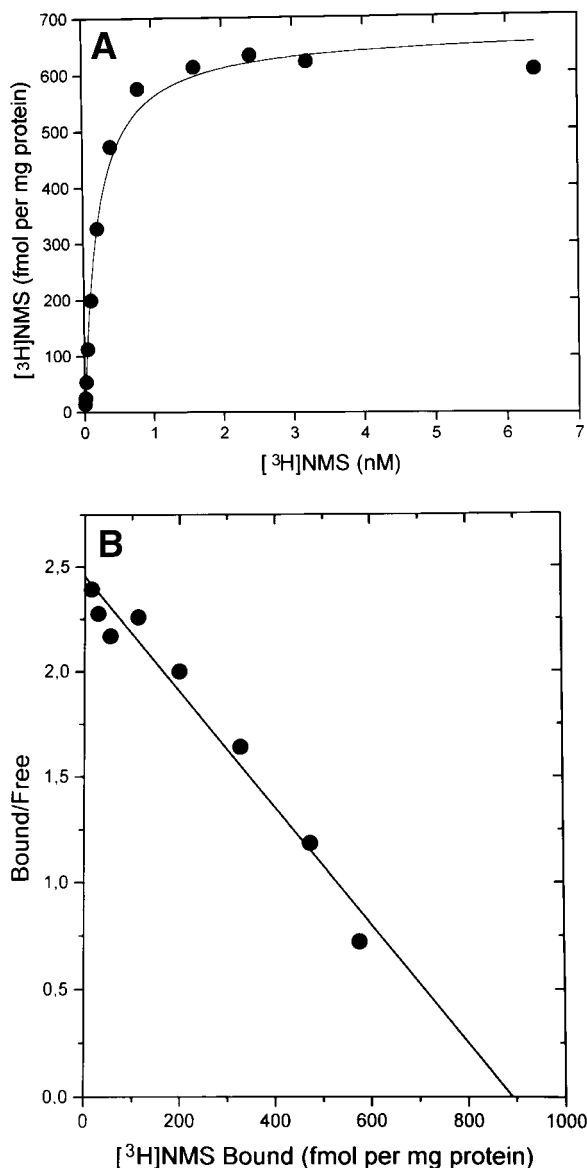 A
700
600
500
400
300
200
100
0
[³H]NMS (fmol per mg protein)
0 1 2 3 4 5 6 7
[³H]NMS (nM)
B
2,5
2.0
1,5
1.0
0,5
0.0
Bound/Free
0 200 400 600 800 1000
[³H]NMS Bound (fmol per mg protein)